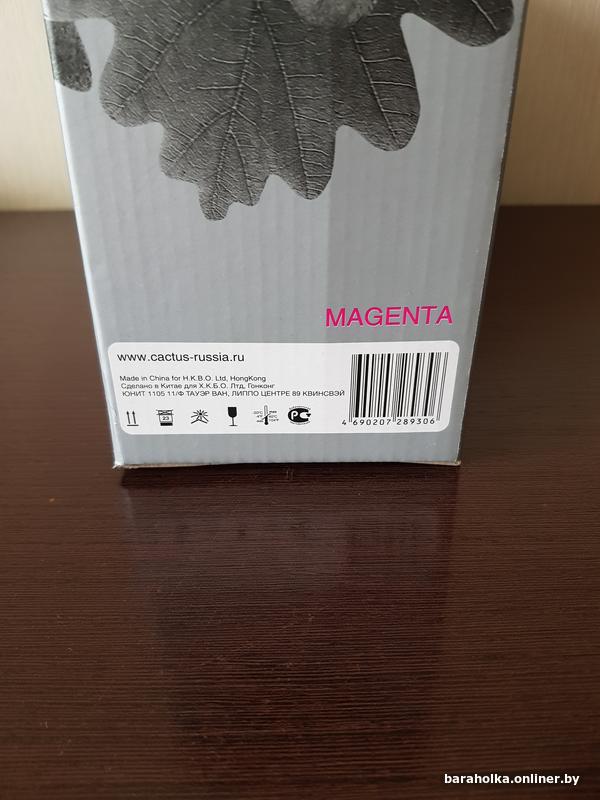 MAGENTA
www.cactus-russia.ru
Made in China for H.K.B.O. Ltd, HongKong
Сделано в Китае для Х.К.Б.О. Лтд, Гонконг
ЮНИТ 1105 11/Ф ТАУЭР ВАН, ЛИППО ЦЕНТРЕ 89 КВИНСВЭЙ
23
4 690207 289306
baraholka.onliner.by